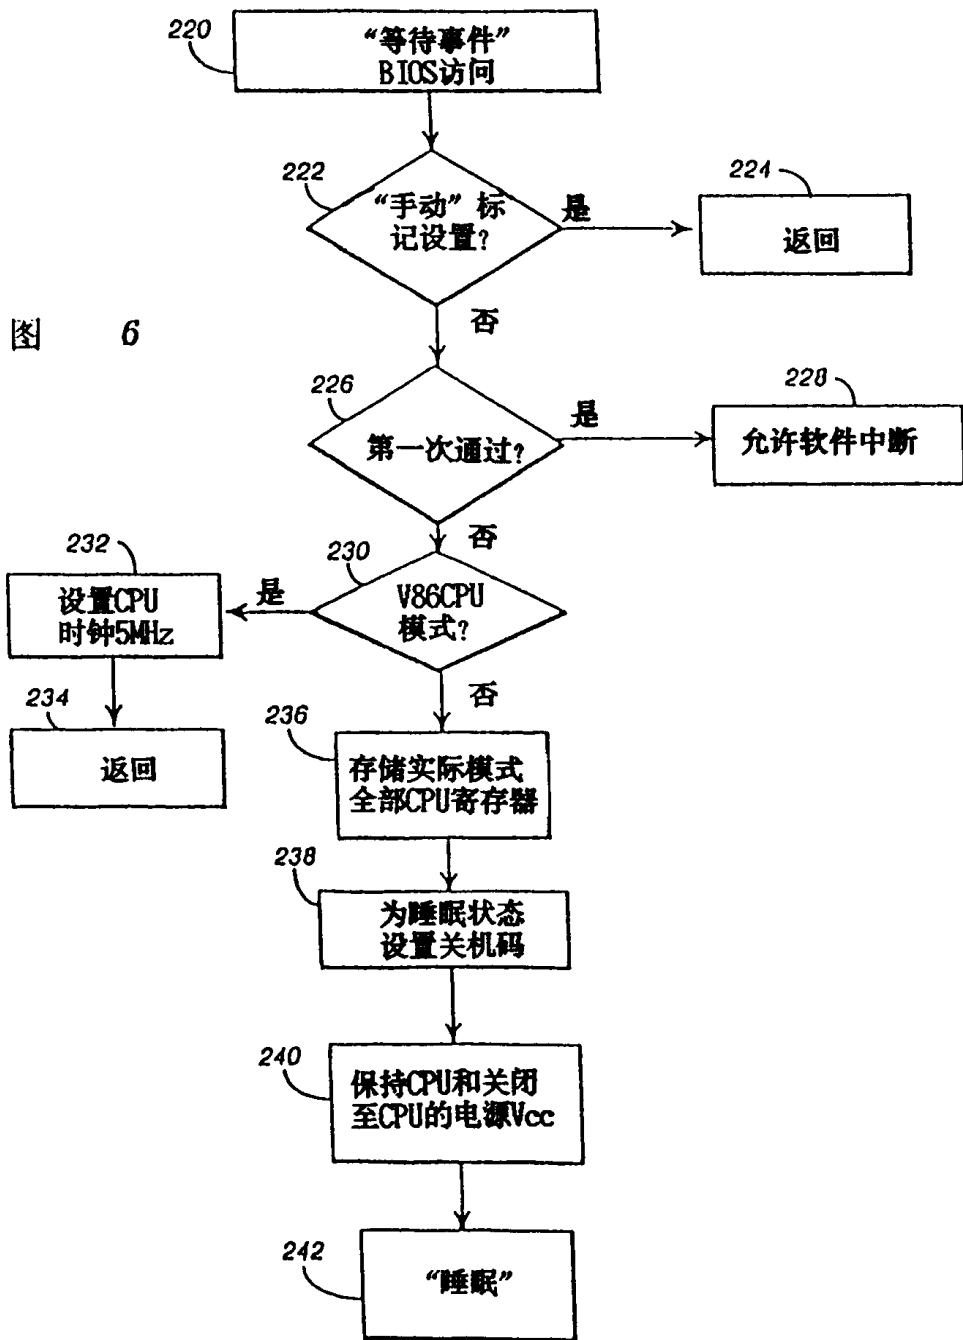 220
“等待事件”
BIOS访问
222
“手动”标
记设置?
是
224
返回
否
图 6
226
第一次通过?
是
228
允许软件中断
否
230
V86CPU
模式?
是
232
设置CPU
时钟5MHz
234
返回
否
236
存储实际模式
全部CPU寄存器
238
为睡眠状态
设置关机码
240
保持CPU和关闭
至CPU的电源Vcc
242
“睡眠”